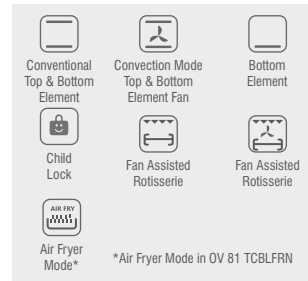 Conventional
Top & Bottom
Element
Convection Mode
Top & Bottom
Element Fan
Bottom
Element
Child
Lock
Fan Assisted
Rotisserie
Fan Assisted
Rotisserie
AIR FRY
Air Fryer
Mode*
*Air Fryer Mode in OV 81 TCBLFRN